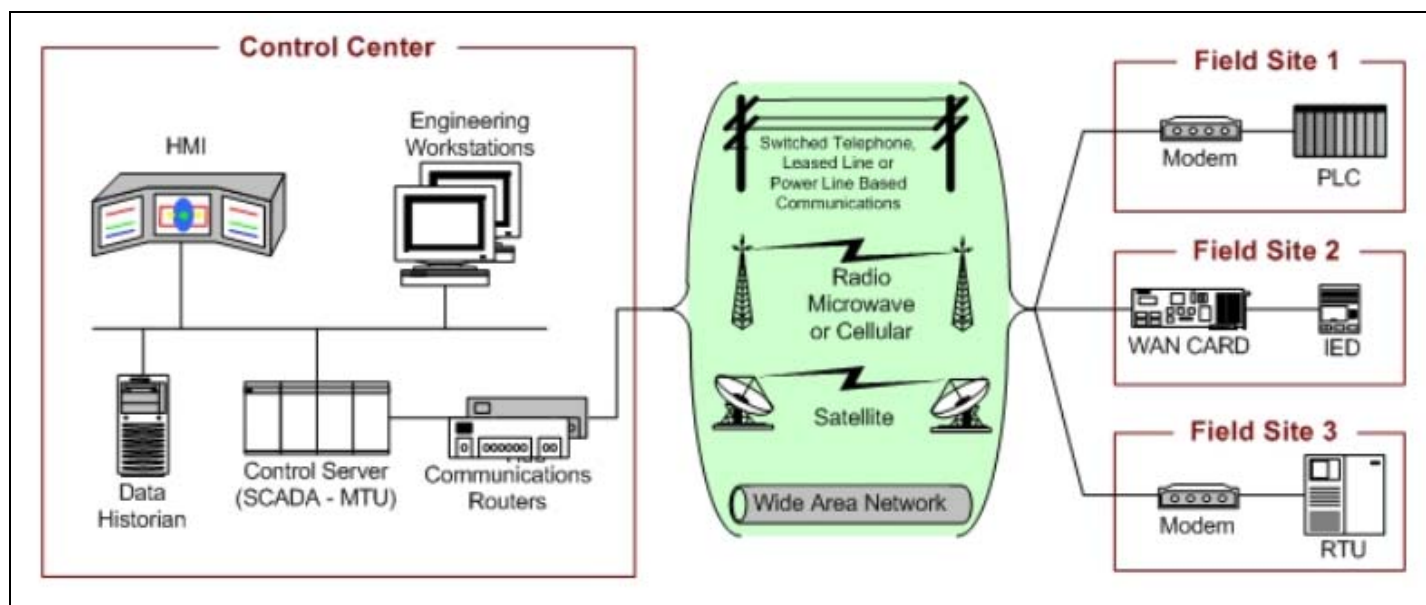 Control Center
HMI
Engineering
Workstations
Data
Historian
Control Server
(SCADA - MTU)
Communications
Routers
Switched Telephone,
Leased Line or
Power Line Based
Communications
Radio
Microwave
or Cellular
Satellite
Wide Area Network
Field Site 1
Modem
PLC
Field Site 2
WAN CARD
IED
Field Site 3
Modem
RTU